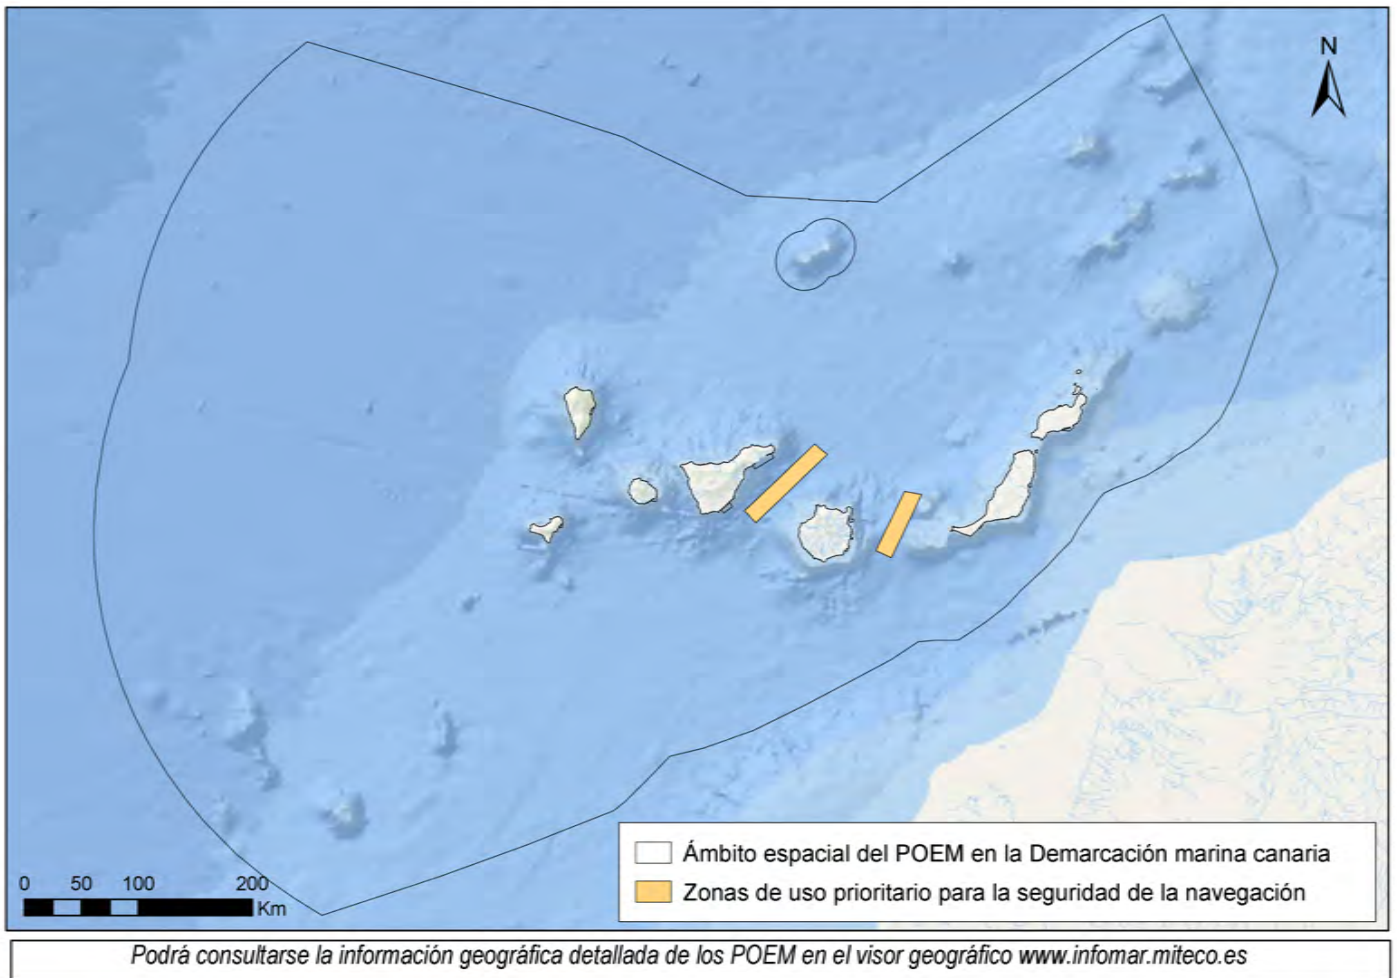 N
Ámbito espacial del POEM en la Demarcación marina canaria
Zonas de uso prioritario para la seguridad de la navegación
0 50 100 200
Km
Podrá consultarse la información geográfica detallada de los POEM en el visor geográfico www.infomar.miteco.es